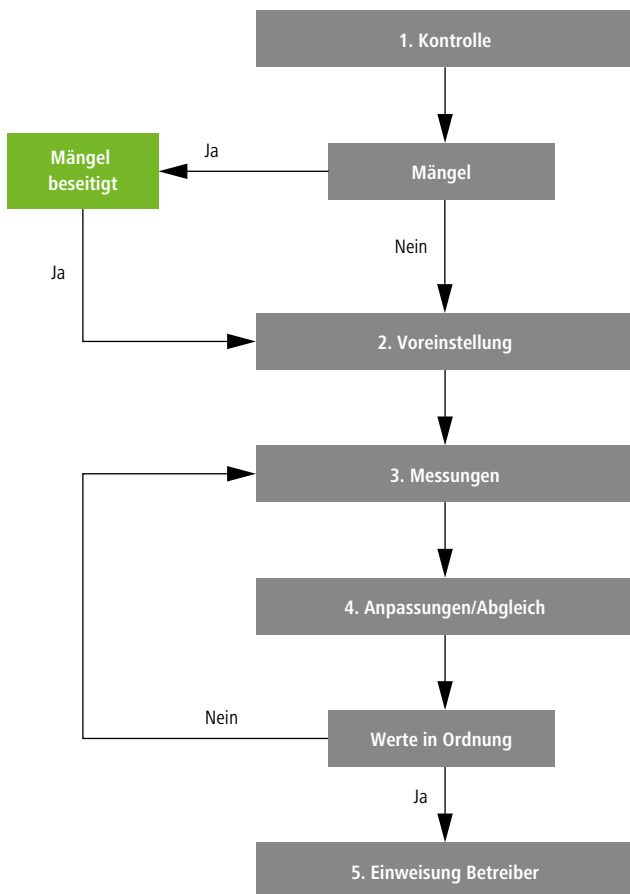 1. Kontrolle
Ja
Mängel
beseitigt
Mängel
Nein
Ja
2. Voreinstellung
3. Messungen
4. Anpassungen/Abgleich
Nein
Werte in Ordnung
Ja
5. Einweisung Betreiber